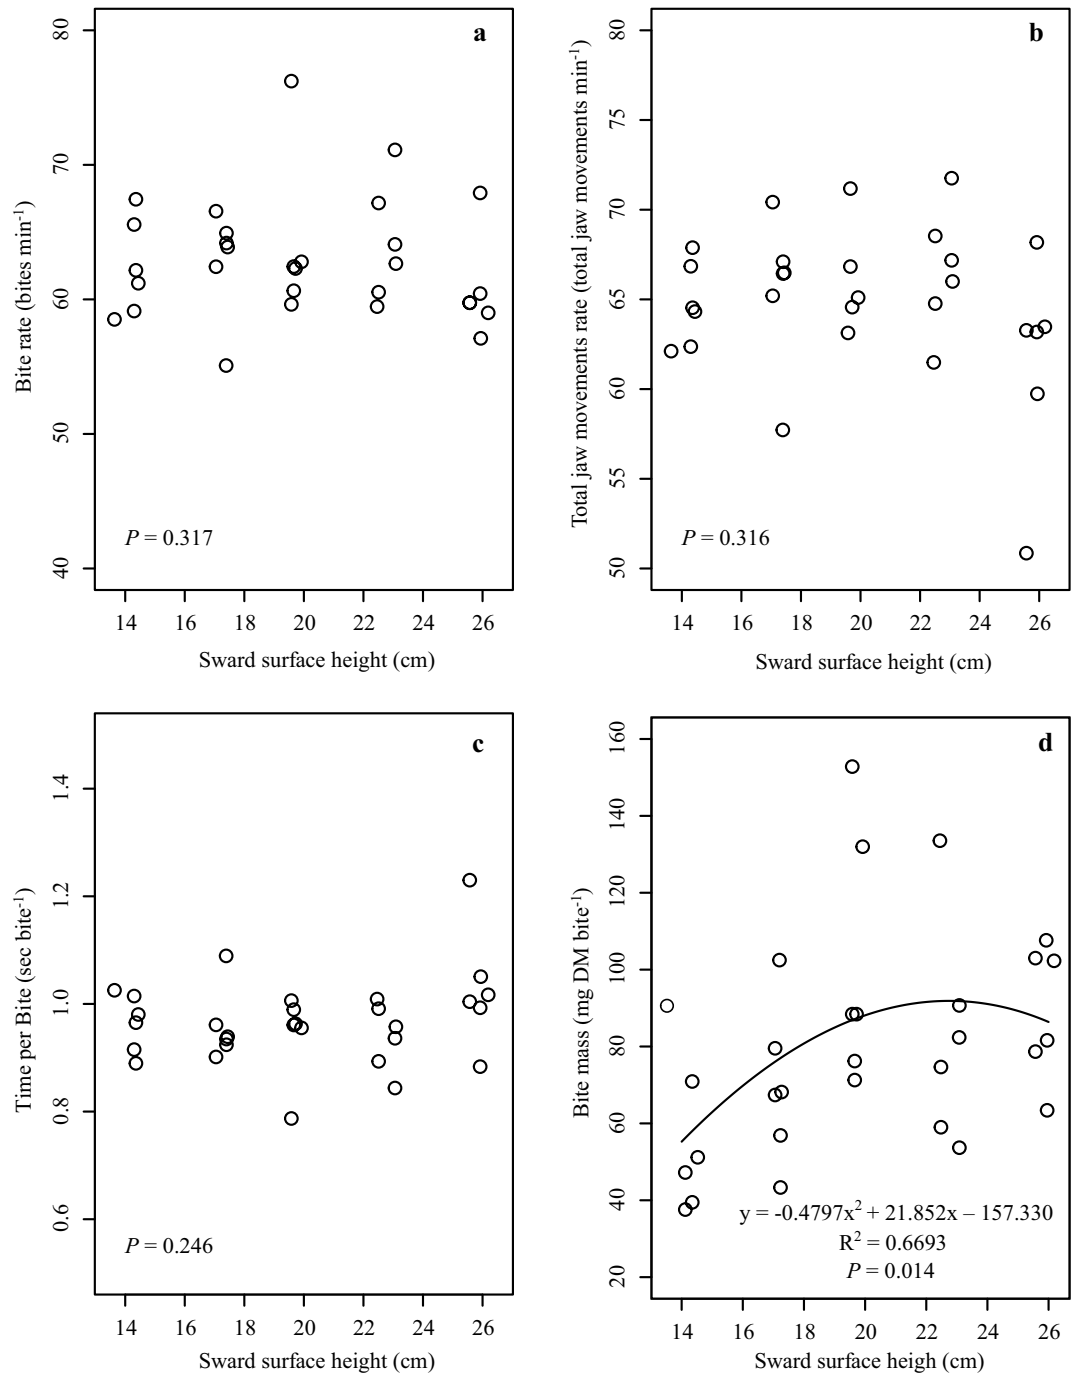 a
Bite rate (bites min⁻¹)
80
70
60
50
40
P = 0.317
14 16 18 20 22 24 26
Sward surface height (cm)
b
Total jaw movements rate (total jaw movements min⁻¹)
80
75
70
65
60
55
50
P = 0.316
14 16 18 20 22 24 26
Sward surface height (cm)
c
Time per Bite (sec bite⁻¹)
1.4
1.2
1.0
0.8
0.6
P = 0.246
14 16 18 20 22 24 26
Sward surface height (cm)
d
Bite mass (mg DM bite⁻¹)
160
140
120
100
80
60
40
20
y = -0.4797x² + 21.852x – 157.330
R² = 0.6693
P = 0.014
14 16 18 20 22 24 26
Sward surface heigh (cm)